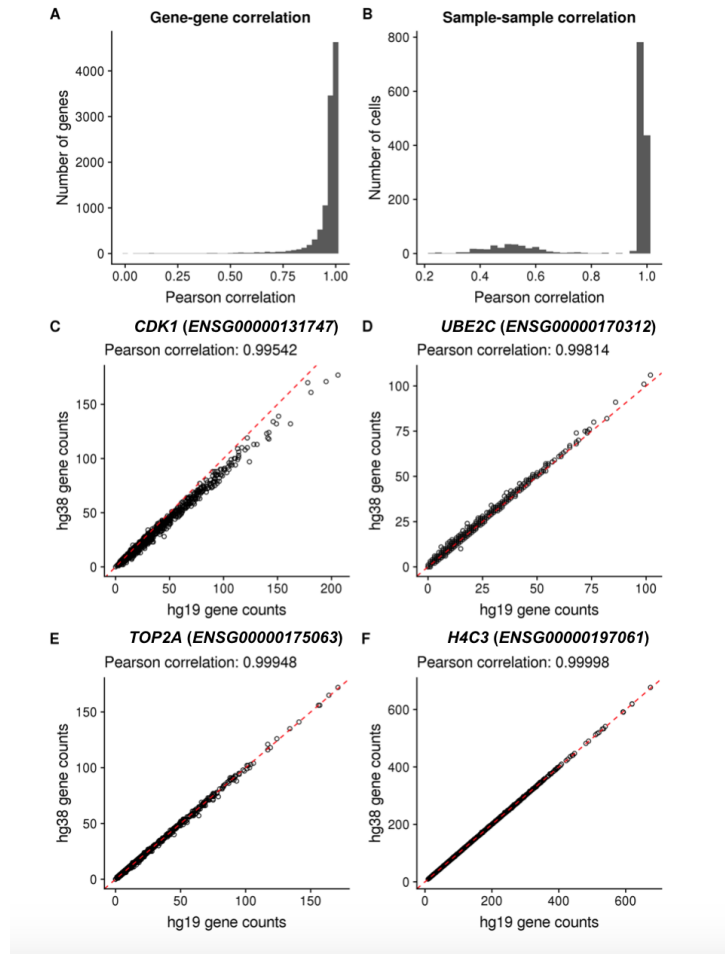 A Gene-gene correlation
Number of genes
4000
3000
2000
1000
0
0.00 0.25 0.50 0.75 1.00
Pearson correlation
B Sample-sample correlation
Number of cells
800
600
400
200
0
0.2 0.4 0.6 0.8 1.0
Pearson correlation
C CDK1 (ENSG00000131747)
Pearson correlation: 0.99542
hg38 gene counts
150
100
50
0
0 50 100 150 200
hg19 gene counts
D UBE2C (ENSG00000170312)
Pearson correlation: 0.99814
hg38 gene counts
100
75
50
25
0
0 25 50 75 100
hg19 gene counts
E TOP2A (ENSG00000175063)
Pearson correlation: 0.99948
hg38 gene counts
150
100
50
0
0 50 100 150
hg19 gene counts
F H4C3 (ENSG00000197061)
Pearson correlation: 0.99998
hg38 gene counts
600
400
200
0
0 200 400 600
hg19 gene counts